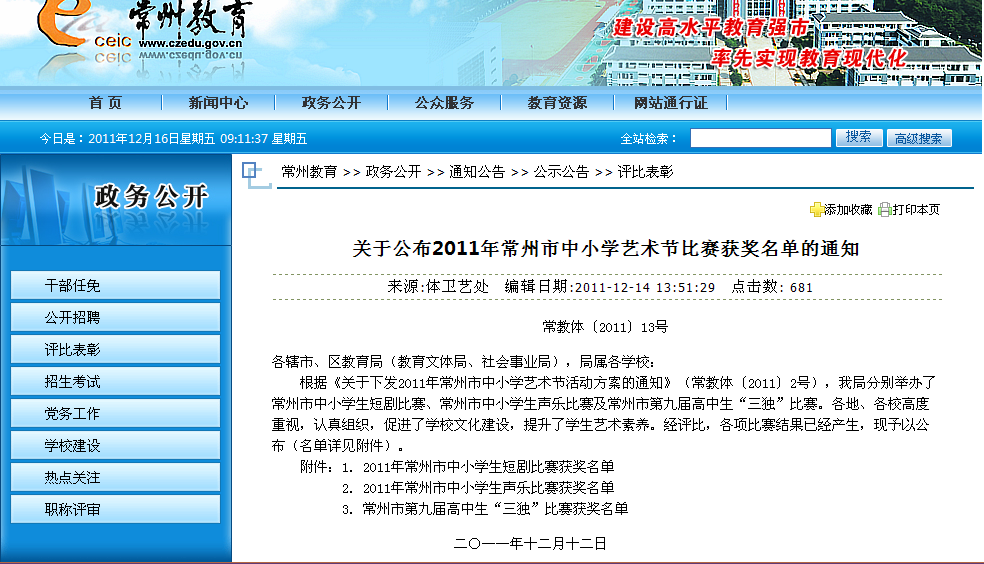 常州教育
ceic www.czedu.gov.cn
建设高水平教育强市
率先实现教育现代化
首 页 新闻中心 政务公开 公众服务 教育资源 网站通行证
今日是：2011年12月16日星期五 09:11:37 星期五 全站检索： 搜索 高级搜索
政务公开
干部任免
公开招聘
评比表彰
招生考试
党务工作
学校建设
热点关注
职称评审
常州教育 >> 政务公开 >> 通知公告 >> 公示公告 >> 评比表彰
添加收藏 打印本页
关于公布2011年常州市中小学艺术节比赛获奖名单的通知
来源:体卫艺处 编辑日期:2011-12-14 13:51:29 点击数: 681
常教体〔2011〕13号
各辖市、区教育局（教育文体局、社会事业局），局属各学校：
根据《关于下发2011年常州市中小学艺术节活动方案的通知》（常教体〔2011〕2号），我局分别举办了
常州市中小学生短剧比赛、常州市中小学生声乐比赛及常州市第九届高中生“三独”比赛。各地、各校高度
重视，认真组织，促进了学校文化建设，提升了学生艺术素养。经评比，各项比赛结果已经产生，现予以公
布（名单详见附件）。
附件：1. 2011年常州市中小学生短剧比赛获奖名单
2. 2011年常州市中小学生声乐比赛获奖名单
3. 常州市第九届高中生“三独”比赛获奖名单
二〇一一年十二月十二日